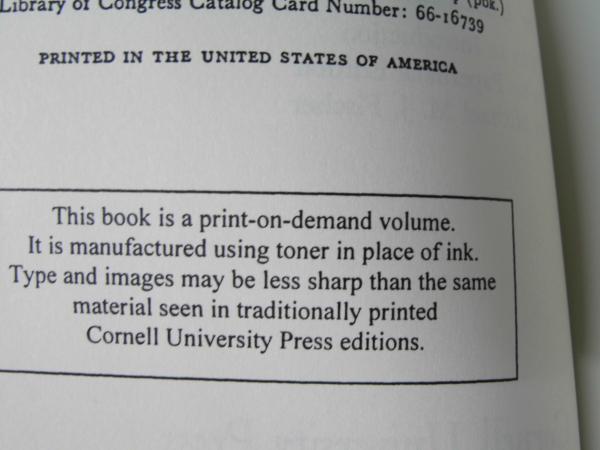 Library of Congress Catalog Card Number: 66-16739
(pbk.)
PRINTED IN THE UNITED STATES OF AMERICA
This book is a print-on-demand volume.
It is manufactured using toner in place of ink.
Type and images may be less sharp than the same
material seen in traditionally printed
Cornell University Press editions.